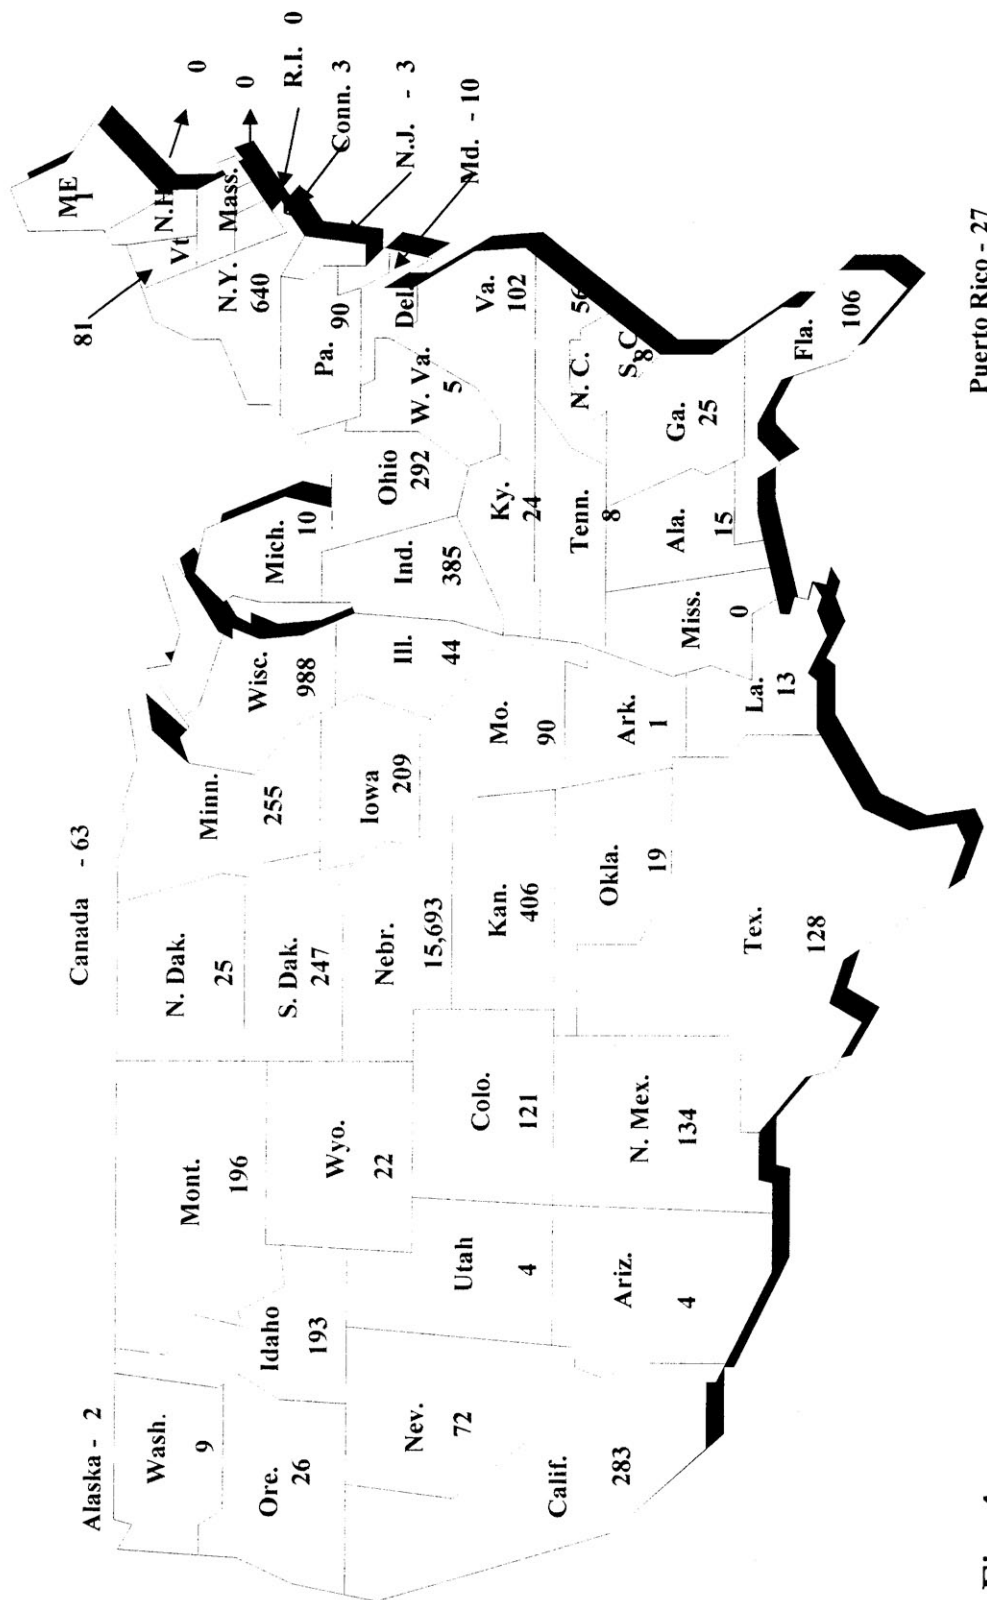 Canada - 63
Alaska - 2
Wash.
9
Ore.
26
Idaho
193
Mont.
196
N. Dak.
25
S. Dak.
247
Minn.
255
Wisc.
988
Mich.
10
81
ME
1
Vt
N.H
0
Mass.
0
R.I. 0
Conn. 3
N.J. - 3
Md. - 10
N.Y.
640
Pa.
90
Del
Wyo.
22
Nebr.
15,693
Iowa
209
Ill.
44
Ind.
385
Ohio
292
W. Va.
5
Va.
102
Nev.
72
Utah
4
Colo.
121
Kan.
406
Mo.
90
Ky.
24
N. C.
56
Calif.
283
Ariz.
4
N. Mex.
134
Okla.
19
Ark.
1
Tenn.
8
S. C
8
Tex.
128
La.
13
Miss.
0
Ala.
15
Ga.
25
Fla.
106
Puerto Rico - 27